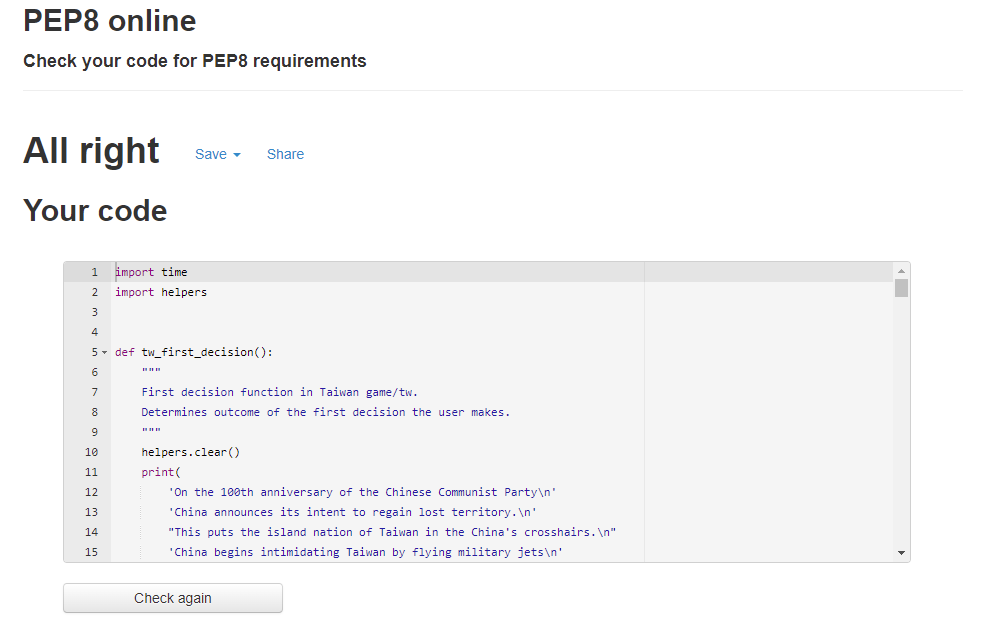 PEP8 online
Check your code for PEP8 requirements
All right Save Share
Your code
1 import time
2 import helpers
3
4
5 def tw_first_decision():
6 """
7 First decision function in Taiwan game/tw.
8 Determines outcome of the first decision the user makes.
9 """
10 helpers.clear()
11 print(
12 'On the 100th anniversary of the Chinese Communist Party\n'
13 'China announces its intent to regain lost territory.\n'
14 "This puts the island nation of Taiwan in the China's crosshairs.\n"
15 'China begins intimidating Taiwan by flying military jets\n'
Check again